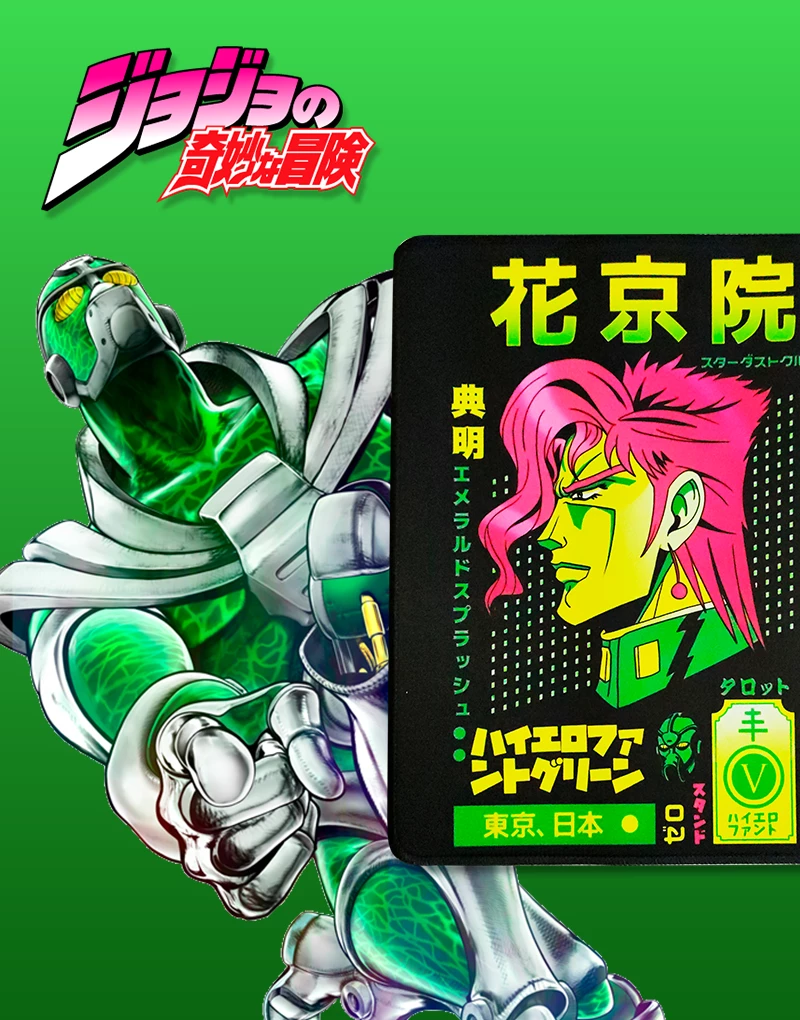 ジョジョの
奇妙な冒険
花京院
スターダストクル
典明
エメラルドスプラッシュ
ハイエロファ
ントグリーン
東京、日本
ゼロ
スタンド
タロット
V
ハイエロ
ファント